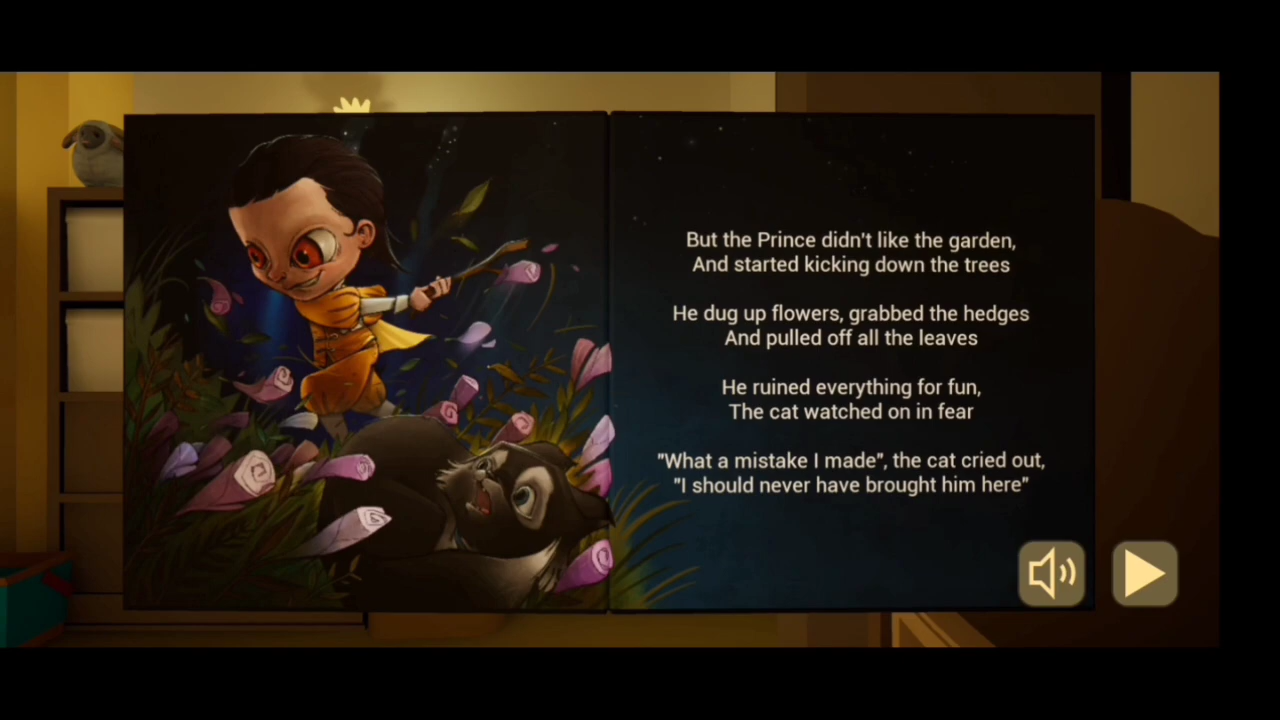 But the Prince didn't like the garden,
And started kicking down the trees
He dug up flowers, grabbed the hedges
And pulled off all the leaves
He ruined everything for fun,
The cat watched on in fear
"What a mistake I made", the cat cried out,
"I should never have brought him here"